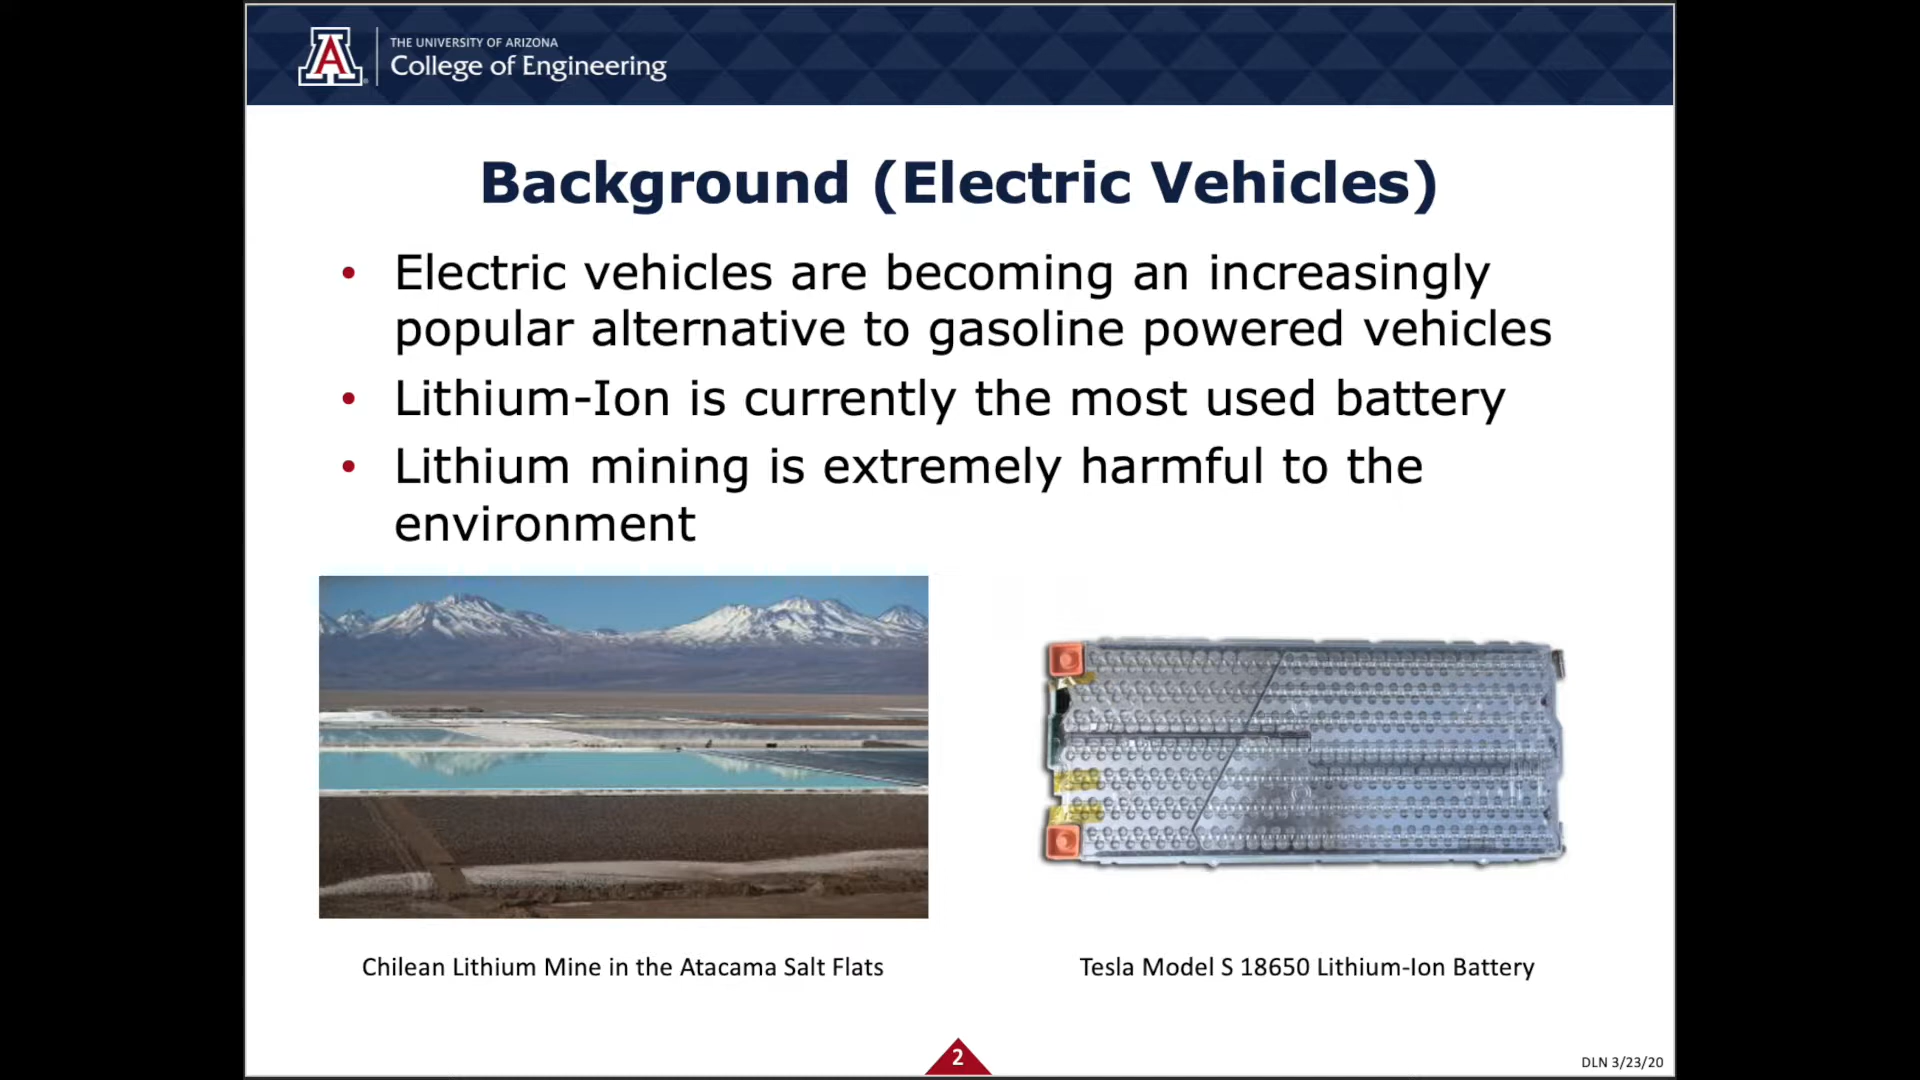 THE UNIVERSITY OF ARIZONA
College of Engineering
Background (Electric Vehicles)
• Electric vehicles are becoming an increasingly
popular alternative to gasoline powered vehicles
• Lithium-Ion is currently the most used battery
• Lithium mining is extremely harmful to the
environment
Chilean Lithium Mine in the Atacama Salt Flats
Tesla Model S 18650 Lithium-Ion Battery
2
DLN 3/23/20